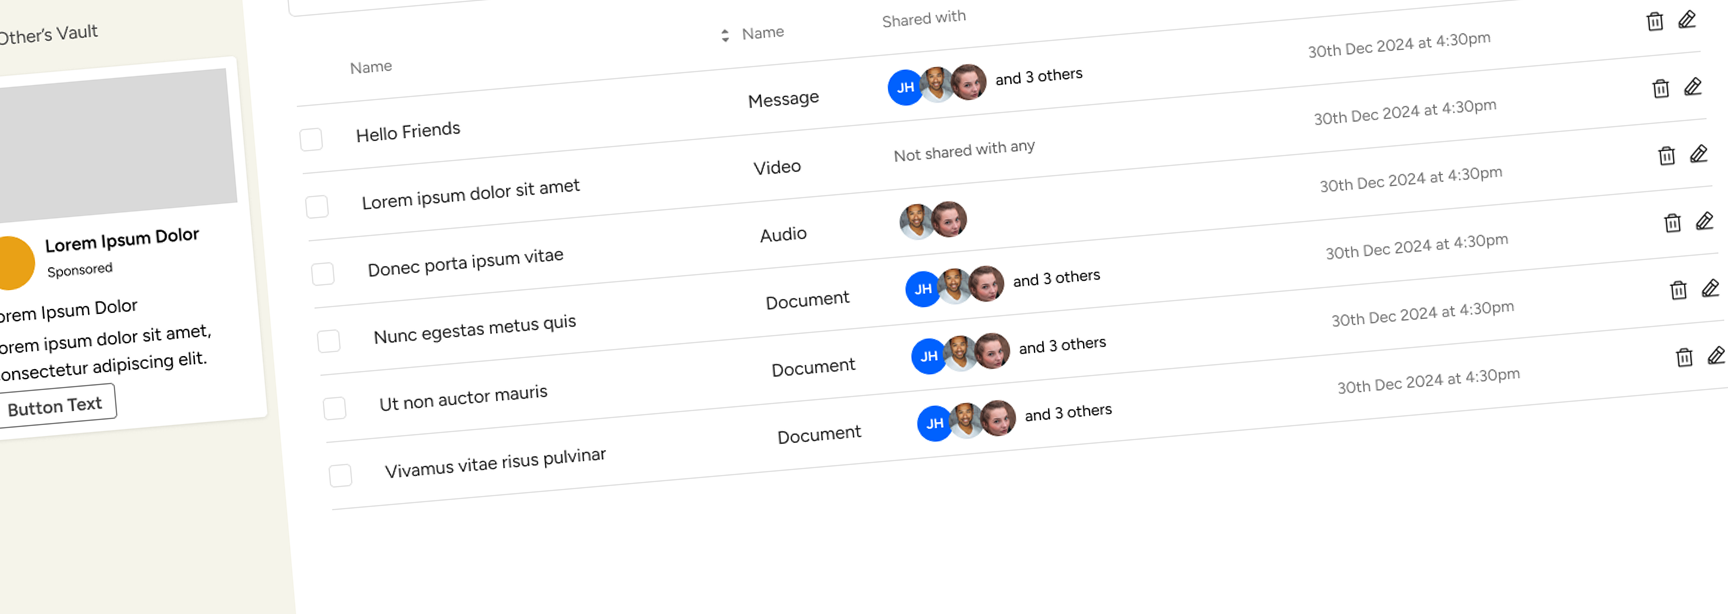 Other's Vault
Lorem Ipsum Dolor
Sponsored
orem Ipsum Dolor
orem ipsum dolor sit amet,
onsectetur adipiscing elit.
Button Text
Name Name Shared with
Hello Friends Message JH and 3 others 30th Dec 2024 at 4:30pm
Lorem ipsum dolor sit amet Video Not shared with any 30th Dec 2024 at 4:30pm
Donec porta ipsum vitae Audio 30th Dec 2024 at 4:30pm
Nunc egestas metus quis Document JH and 3 others 30th Dec 2024 at 4:30pm
Ut non auctor mauris Document JH and 3 others 30th Dec 2024 at 4:30pm
Vivamus vitae risus pulvinar Document JH and 3 others 30th Dec 2024 at 4:30pm